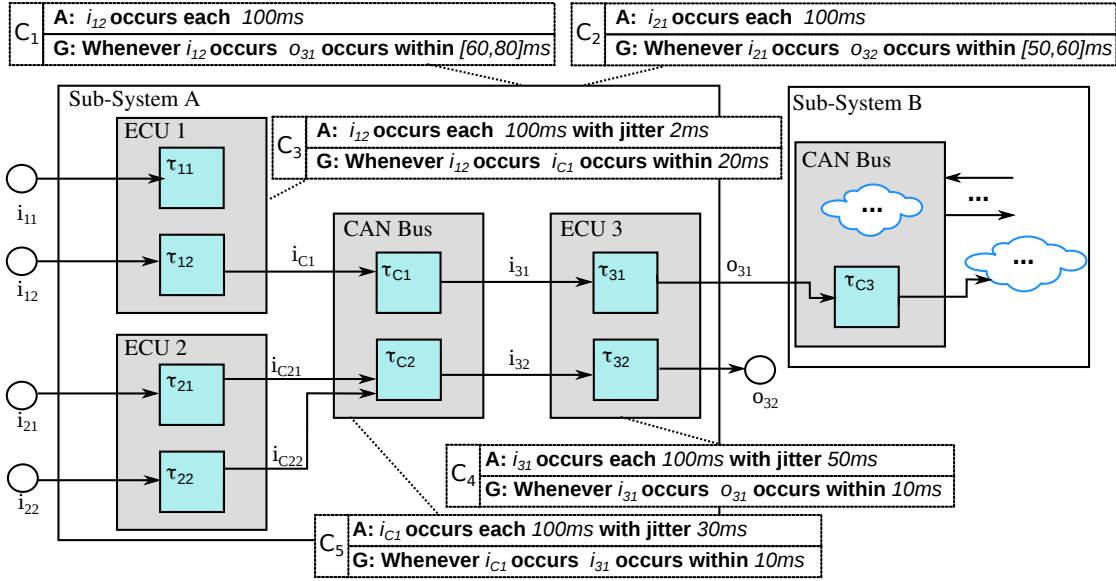 C1
A: i12 occurs each 100ms
G: Whenever i12 occurs o31 occurs within [60,80]ms
C2
A: i21 occurs each 100ms
G: Whenever i21 occurs o32 occurs within [50,60]ms
Sub-System A
Sub-System B
ECU 1
C3
A: i12 occurs each 100ms with jitter 2ms
G: Whenever i12 occurs iC1 occurs within 20ms
τ11
i11
τ12
i12
iC1
CAN Bus
τC1
i31
ECU 3
τ31
o31
CAN Bus
...
...
...
τC3
ECU 2
τ21
i21
iC21
τC2
i32
τ32
o32
τ22
i22
iC22
C4
A: i31 occurs each 100ms with jitter 50ms
G: Whenever i31 occurs o31 occurs within 10ms
C5
A: iC1 occurs each 100ms with jitter 30ms
G: Whenever iC1 occurs i31 occurs within 10ms